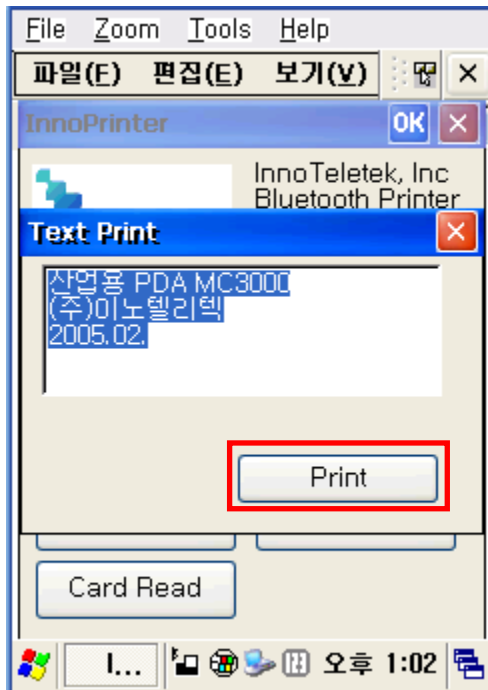 File Zoom Tools Help
파일(F) 편집(E) 보기(V)
InnoPrinter OK
InnoTeletek, Inc
Bluetooth Printer
Text Print
산업용 PDA MC3000
(주)이노텔리텍
2005.02.
Print
Card Read
I... 오후 1:02